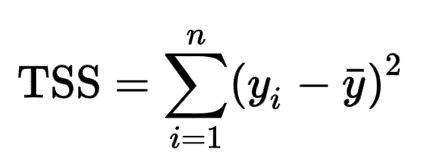 TSS = \sum_{i=1}^{n} (y_i - \bar{y})^2